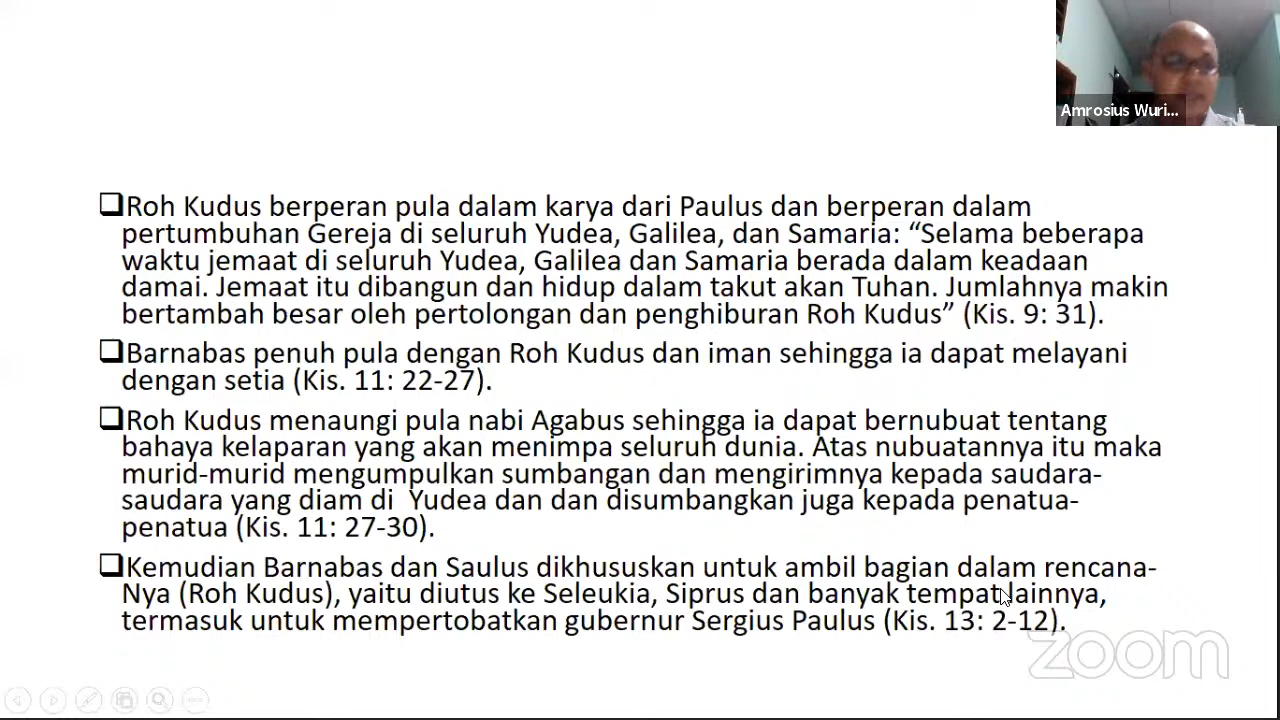 Amrosius Wuri...
❑Roh Kudus berperan pula dalam karya dari Paulus dan berperan dalam
pertumbuhan Gereja di seluruh Yudea, Galilea, dan Samaria: “Selama beberapa
waktu jemaat di seluruh Yudea, Galilea dan Samaria berada dalam keadaan
damai. Jemaat itu dibangun dan hidup dalam takut akan Tuhan. Jumlahnya makin
bertambah besar oleh pertolongan dan penghiburan Roh Kudus” (Kis. 9: 31).
❑Barnabas penuh pula dengan Roh Kudus dan iman sehingga ia dapat melayani
dengan setia (Kis. 11: 22-27).
❑Roh Kudus menaungi pula nabi Agabus sehingga ia dapat bernubuat tentang
bahaya kelaparan yang akan menimpa seluruh dunia. Atas nubuatannya itu maka
murid-murid mengumpulkan sumbangan dan mengirimnya kepada saudara-
saudara yang diam di  Yudea dan dan disumbangkan juga kepada penatua-
penatua (Kis. 11: 27-30).
❑Kemudian Barnabas dan Saulus dikhususkan untuk ambil bagian dalam rencana-
Nya (Roh Kudus), yaitu diutus ke Seleukia, Siprus dan banyak tempat lainnya,
termasuk untuk mempertobatkan gubernur Sergius Paulus (Kis. 13: 2-12).
zoom